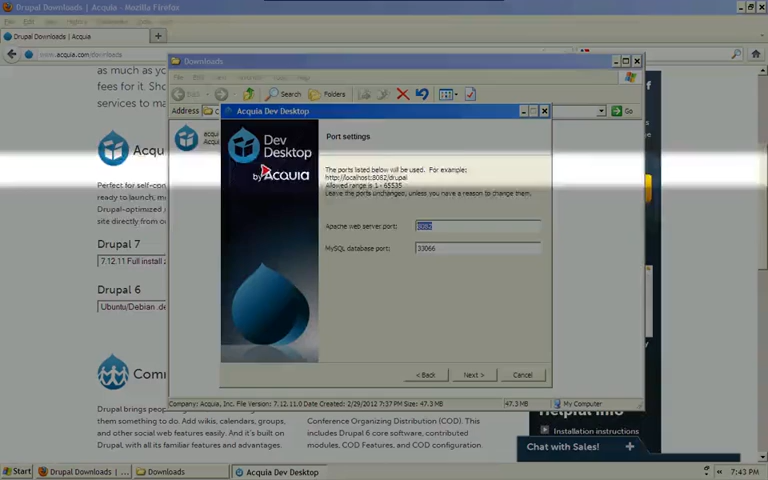 Drupal Downloads | Acquia - Mozilla Firefox
Drupal Downloads | Acquia
www.acquia.com/downloads
as much as you
fees for it. Sho
services to ma
Acqu
Perfect for self-con
ready to launch, me
Drupal-optimized
site directly from o
Drupal 7
7.12.11 Full install
Drupal 6
Ubuntu/Debian .de
Com
Drupal brings peop
them something to do. Add wikis, calendars, groups,
and other social web features easily. And it's built on
Drupal, with all its familiar features and
Conference Organizing Distribution (COD). This
includes Drupal 6 core software, contributed
modules, COD Features, and COD configuration.
Downloads
Back
Search
Folders
Address
Go
Acquia Dev Desktop
Dev
Desktop
by Acquia
Port settings
The ports listed below will be used. For example:
http://localhost:8082/drupal
Allowed range is 1 - 65535
Leave the ports unchanged, unless you have a reason to change them.
Apache web server port:
8082
MySQL database port:
33066
< Back
Next >
Cancel
Company: Acquia, Inc. File Version: 7.12.11.0 Date Created: 2/29/2012 7:37 PM Size: 47.3 MB
47.3 MB
My Computer
Helpful info
Installation instructions
Chat with Sales!
Start
Drupal Downloads | ...
Downloads
Acquia Dev Desktop
7:43 PM